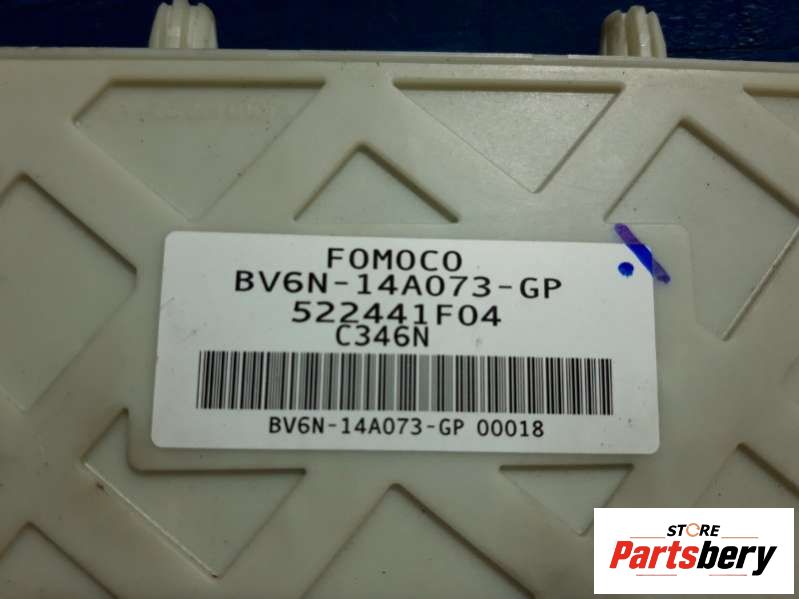 FOMOCO
BV6N-14A073-GP
522441F04
C346N
BV6N-14A073-GP 00018
STORE
Partsbery